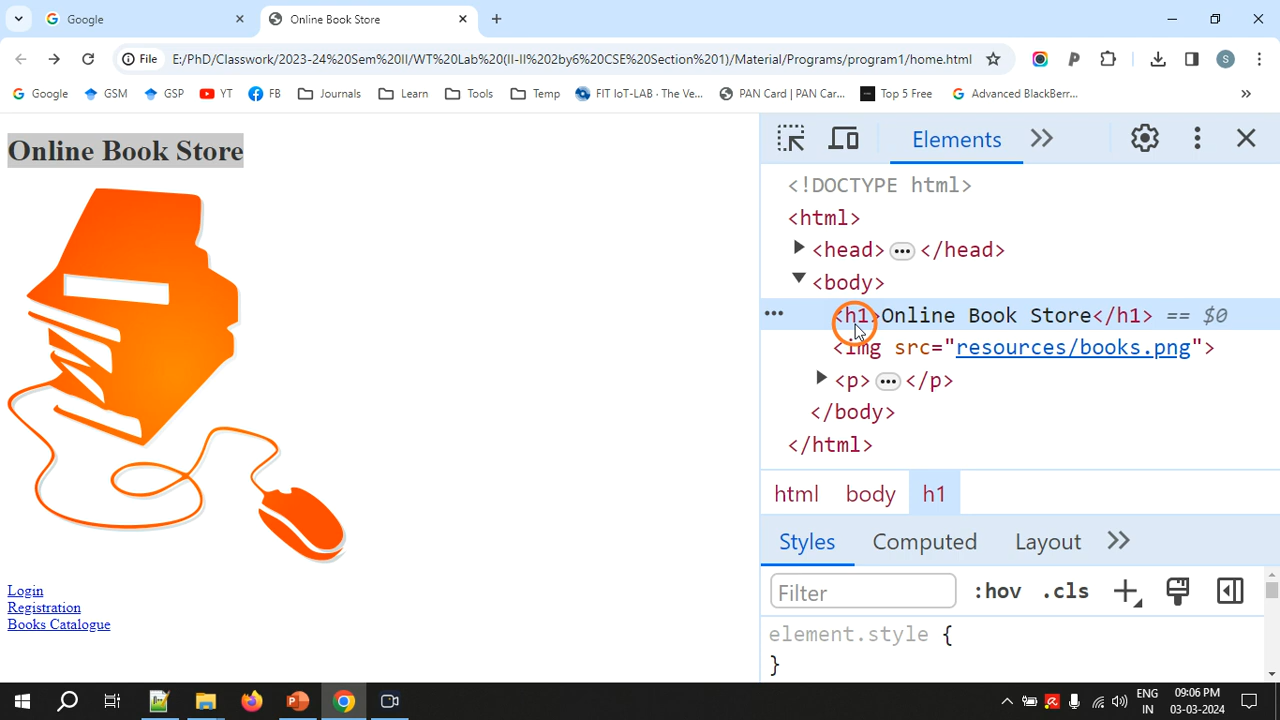 Google
Online Book Store
File
E:/PhD/Classwork/2023-24%20Sem%20II/WT%20Lab%20(II-II%202by6%20CSE%20Section%201)/Material/Programs/program1/home.html
S
Google
GSM
GSP
YT
FB
Journals
Learn
Tools
Temp
FIT IoT-LAB · The Ve...
PAN Card | PAN Car...
Top 5 Free
Advanced BlackBerr...
Online Book Store
Login
Registration
Books Catalogue
Elements
<!DOCTYPE html>
<html>
<head> ••• </head>
<body>
••• <h1>Online Book Store</h1> == $0
<img src="resources/books.png">
<p> ••• </p>
</body>
</html>
html body h1
Styles Computed Layout
Filter :hov .cls
element.style {
}
ENG
IN
09:06 PM
03-03-2024